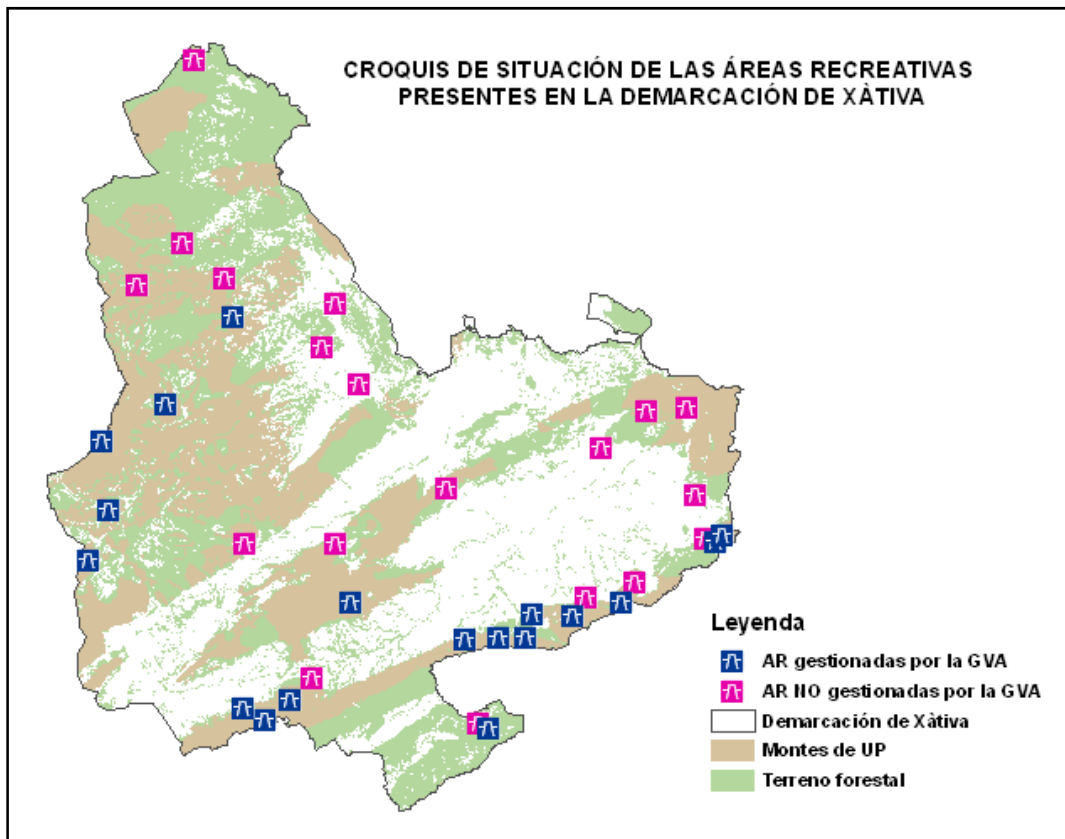 CROQUIS DE SITUACIÓN DE LAS ÁREAS RECREATIVAS
PRESENTES EN LA DEMARCACIÓN DE XÀTIVA
Leyenda
AR gestionadas por la GVA
AR NO gestionadas por la GVA
Demarcación de Xàtiva
Montes de UP
Terreno forestal